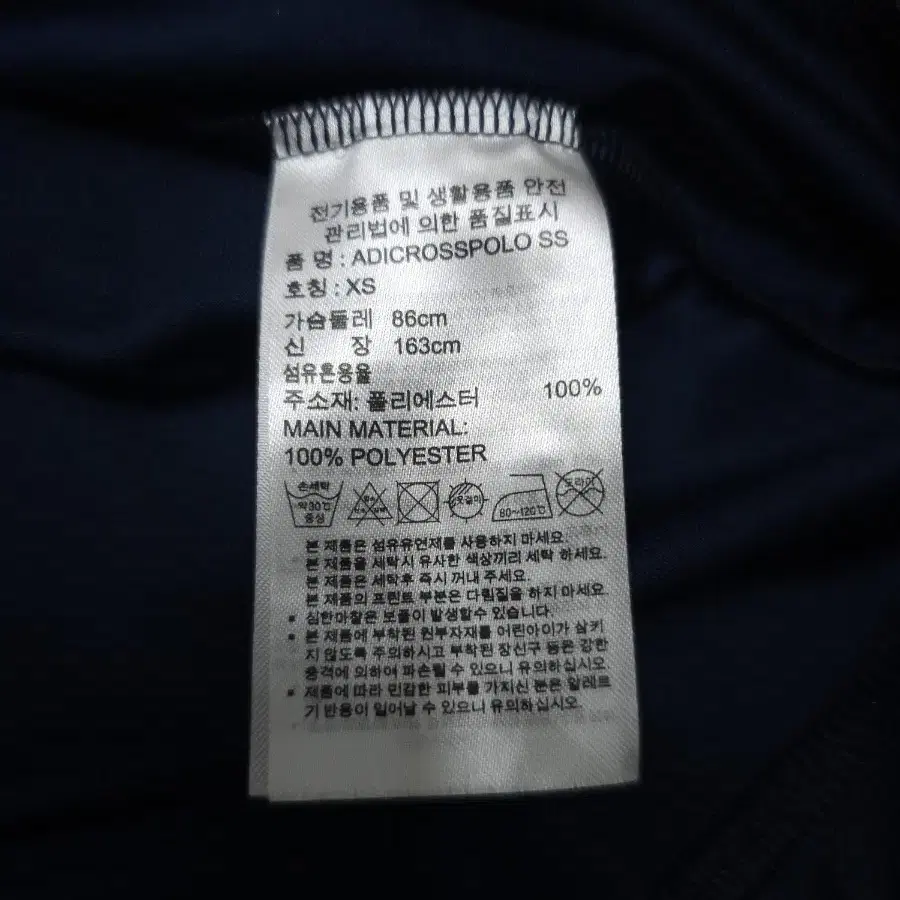 전기용품 및 생활용품 안전
관리법에 의한 품질표시
품 명 : ADICROSSPOLO SS
호칭 : XS
가슴둘레 86cm
신 장 163cm
섬유혼용율
주소재: 폴리에스터 100%
MAIN MATERIAL:
100% POLYESTER
손세탁 약30℃ 중성 옷걸이 80~120℃ 드라이
본 제품은 섬유유연제를 사용하지 마세요.
본 제품을 세탁시 유사한 색상끼리 세탁 하세요.
본 제품은 세탁후 즉시 꺼내 주세요.
본 제품의 프린트 부분은 다림질을 하지 마세요.
* 심한마찰은 보풀이 발생할수 있습니다.
* 본 제품에 부착된 원부자재를 어린아이가 삼키
지 않도록 주의하시고 부착된 장신구 등은 강한
충격에 의하여 파손될 수 있으니 유의하십시오.
* 제품에 따라 민감한 피부를 가지신 분은 알레르
기 반응이 일어날 수 있으니 유의하십시오.